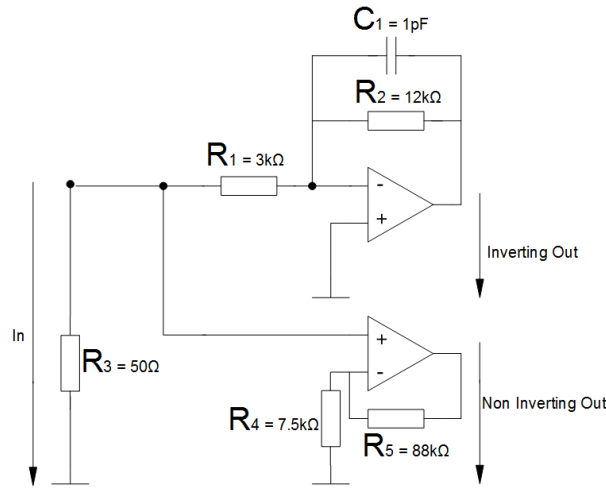 C1 = 1pF
R2 = 12kΩ
R1 = 3kΩ
-
+
Inverting Out
In
R3 = 50Ω
+
-
R4 = 7.5kΩ
Non Inverting Out
R5 = 88kΩ